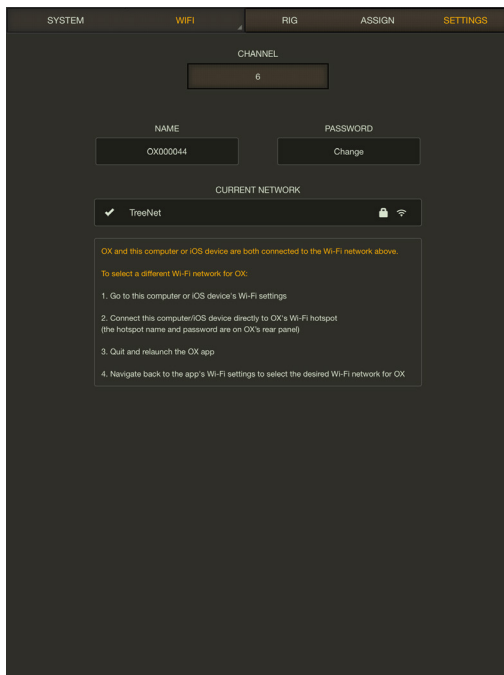 SYSTEM WIFI RIG ASSIGN SETTINGS
CHANNEL
6
NAME PASSWORD
OX000044 Change
CURRENT NETWORK
TreeNet
OX and this computer or iOS device are both connected to the Wi-Fi network above.
To select a different Wi-Fi network for OX:
1. Go to this computer or iOS device's Wi-Fi settings
2. Connect this computer/iOS device directly to OX's Wi-Fi hotspot
(the hotspot name and password are on OX's rear panel)
3. Quit and relaunch the OX app
4. Navigate back to the app's Wi-Fi settings to select the desired Wi-Fi network for OX